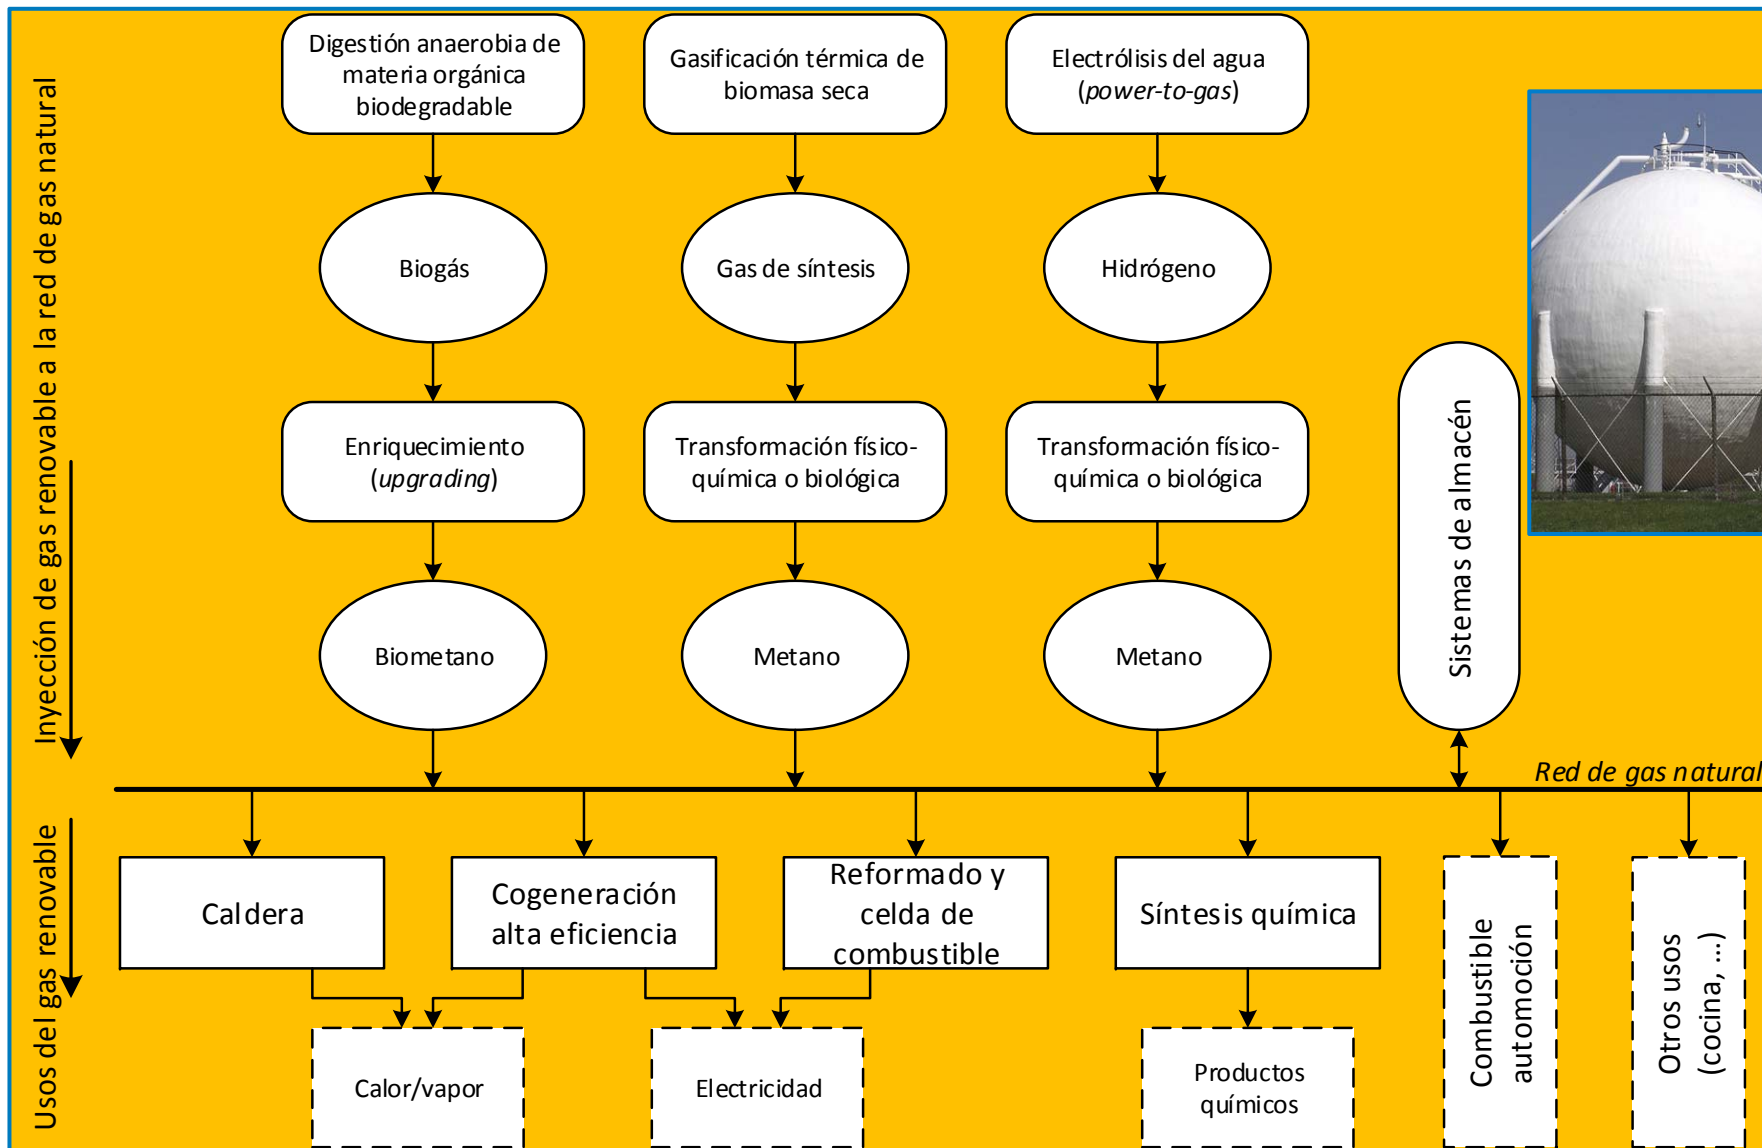 Inyección de gas renovable a la red de gas natural
Digestión anaerobia de
materia orgánica
biodegradable
Gasificación térmica de
biomasa seca
Electrólisis del agua
(power-to-gas)
Biogás
Gas de síntesis
Hidrógeno
Enriquecimiento
(upgrading)
Transformación físico-
química o biológica
Transformación físico-
química o biológica
Biometano
Metano
Metano
Sistemas de almacén
Red de gas natural
Usos del gas renovable
Caldera
Cogeneración
alta eficiencia
Reformado y
celda de
combustible
Síntesis química
Combustible
automoción
Otros usos
(cocina, ...)
Calor/vapor
Electricidad
Productos
químicos